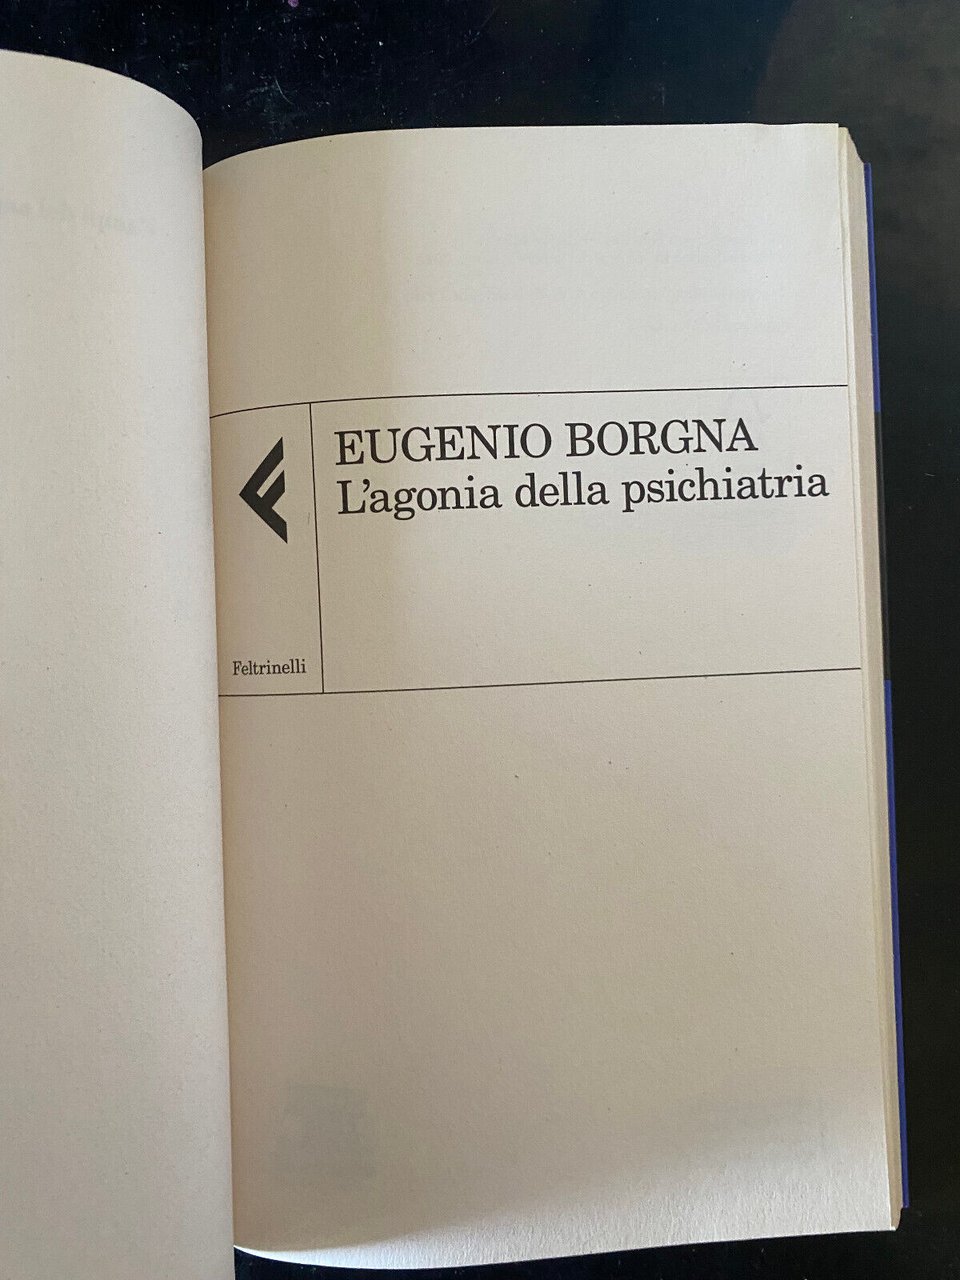 EUGENIO BORGNA
L'agonia della psichiatria
Feltrinelli